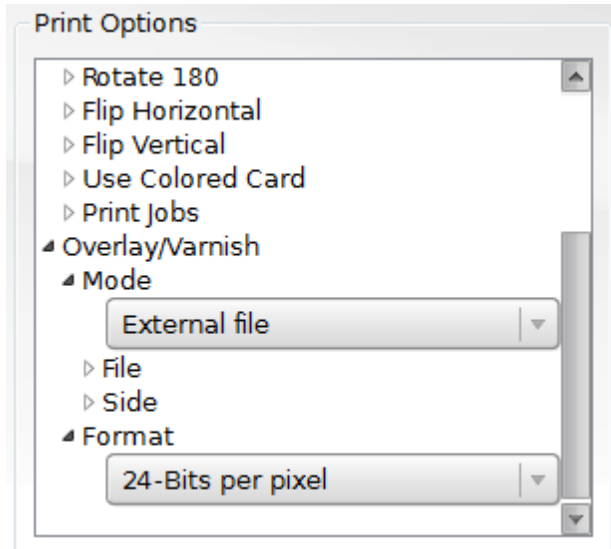 Print Options
Rotate 180
Flip Horizontal
Flip Vertical
Use Colored Card
Print Jobs
Overlay/Varnish
Mode
External file
File
Side
Format
24-Bits per pixel